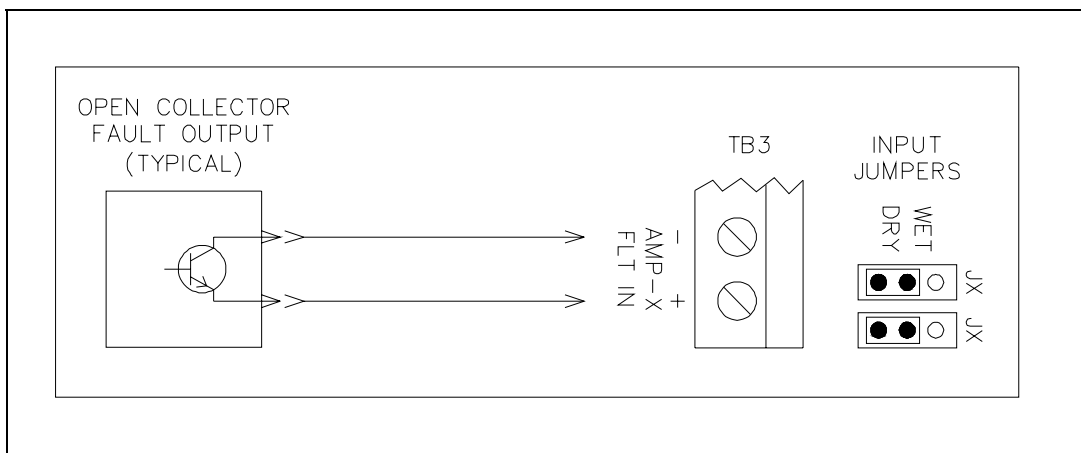 OPEN COLLECTOR
FAULT OUTPUT
(TYPICAL)
TB3
INPUT
JUMPERS
WET
DRY
-
+
AMP-X
FLT IN
JX
JX